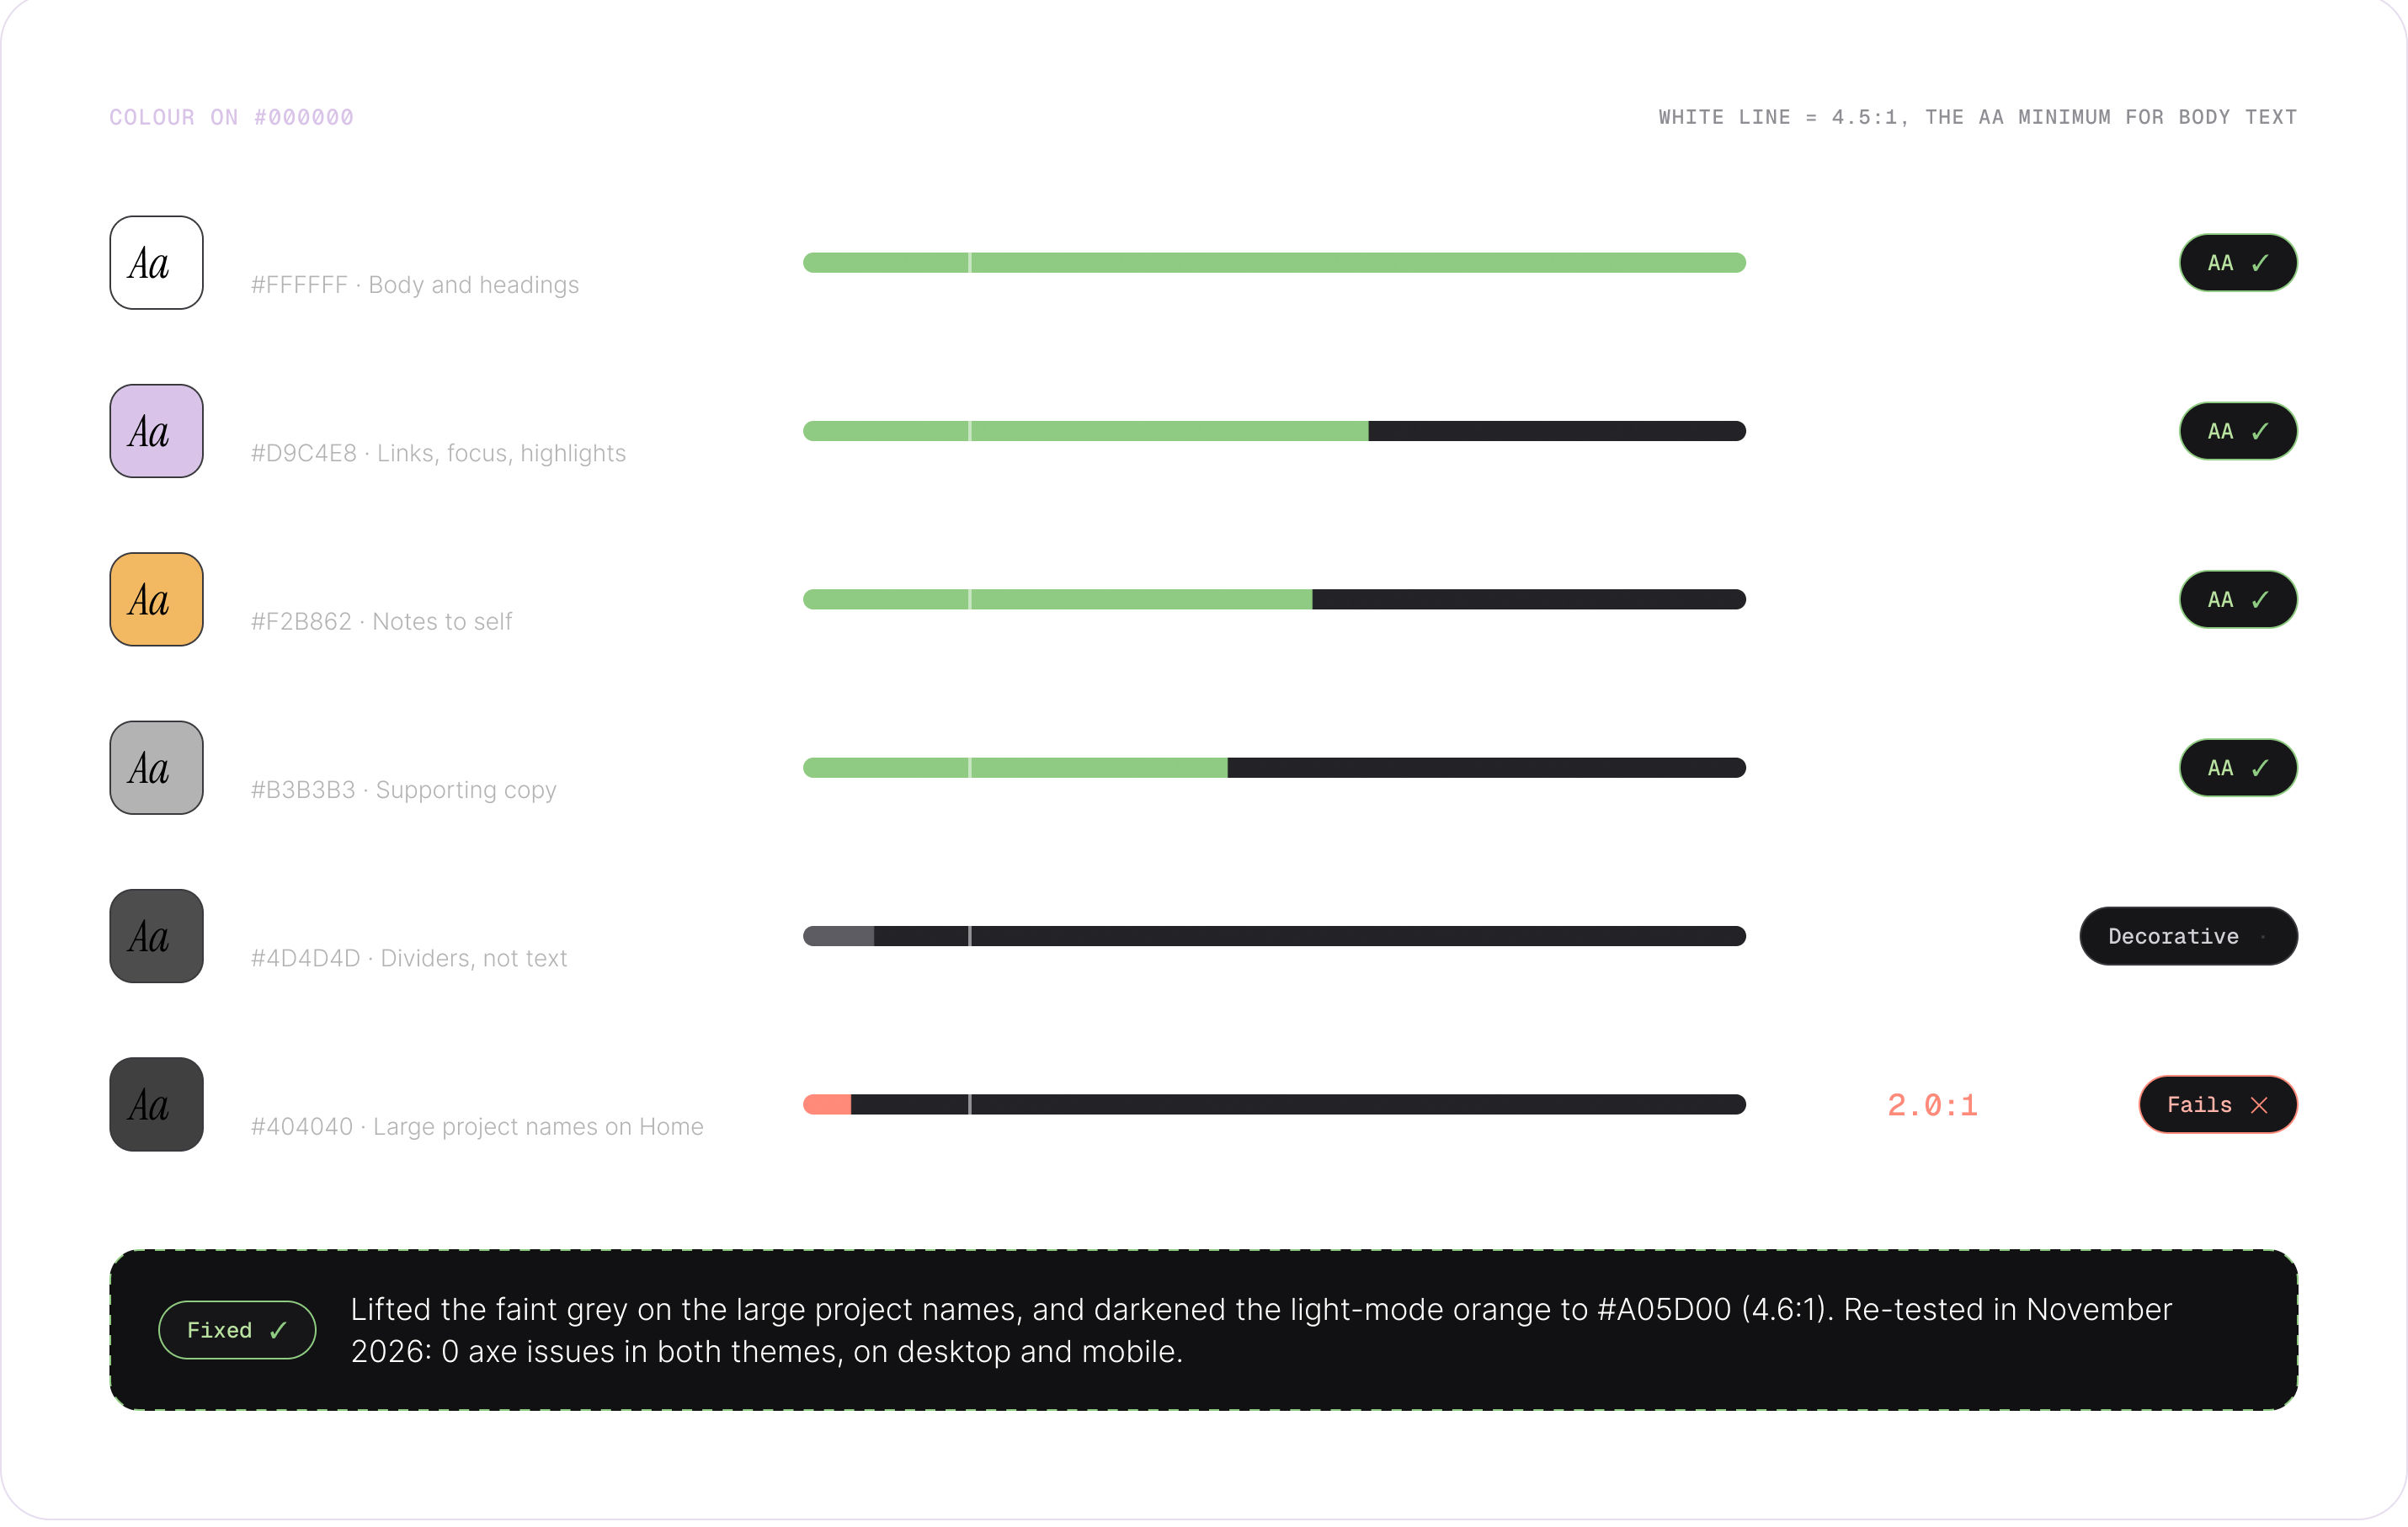 COLOUR ON #000000
WHITE LINE = 4.5:1, THE AA MINIMUM FOR BODY TEXT
Aa
#FFFFFF · Body and headings
AA ✓
Aa
#D9C4E8 · Links, focus, highlights
AA ✓
Aa
#F2B862 · Notes to self
AA ✓
Aa
#B3B3B3 · Supporting copy
AA ✓
Aa
#4D4D4D · Dividers, not text
Decorative ·
Aa
#404040 · Large project names on Home
2.0:1
Fails ✕
Fixed ✓
Lifted the faint grey on the large project names, and darkened the light-mode orange to #A05D00 (4.6:1). Re-tested in November
2026: 0 axe issues in both themes, on desktop and mobile.